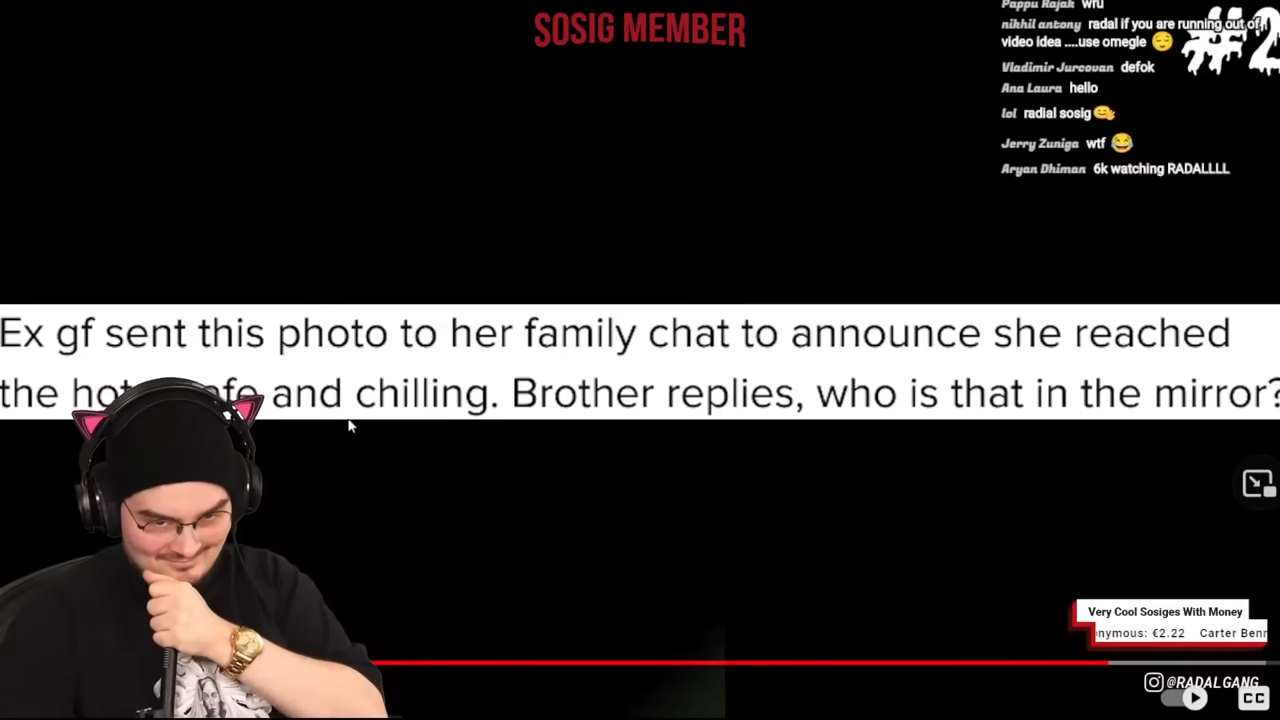 SOSIG MEMBER
Pappu Rajak wru
nikhil antony radal if you are running out of
video idea ....use omegle
Vladimir Jurcovan defok
Ana Laura hello
lol radial sosig
Jerry Zuniga wtf
Aryan Dhiman 6k watching RADALLLL
#2
Ex gf sent this photo to her family chat to announce she reached
the and chilling. Brother replies, who is that in the mirror?
Very Cool Sosiges With Money
nymous: €2.22 Carter Benn
@RADALGANG
CC